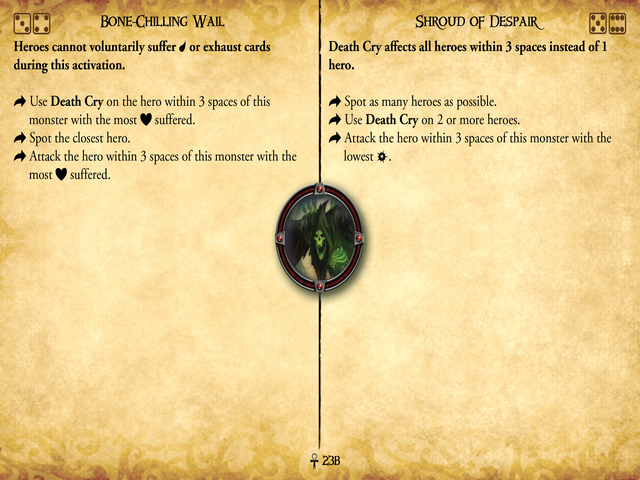 Bone-Chilling Wail
Heroes cannot voluntarily suffer or exhaust cards
during this activation.
Use Death Cry on the hero within 3 spaces of this
monster with the most suffered.
Spot the closest hero.
Attack the hero within 3 spaces of this monster with the
most suffered.
Shroud of Despair
Death Cry affects all heroes within 3 spaces instead of 1
hero.
Spot as many heroes as possible.
Use Death Cry on 2 or more heroes.
Attack the hero within 3 spaces of this monster with the
lowest .
23B